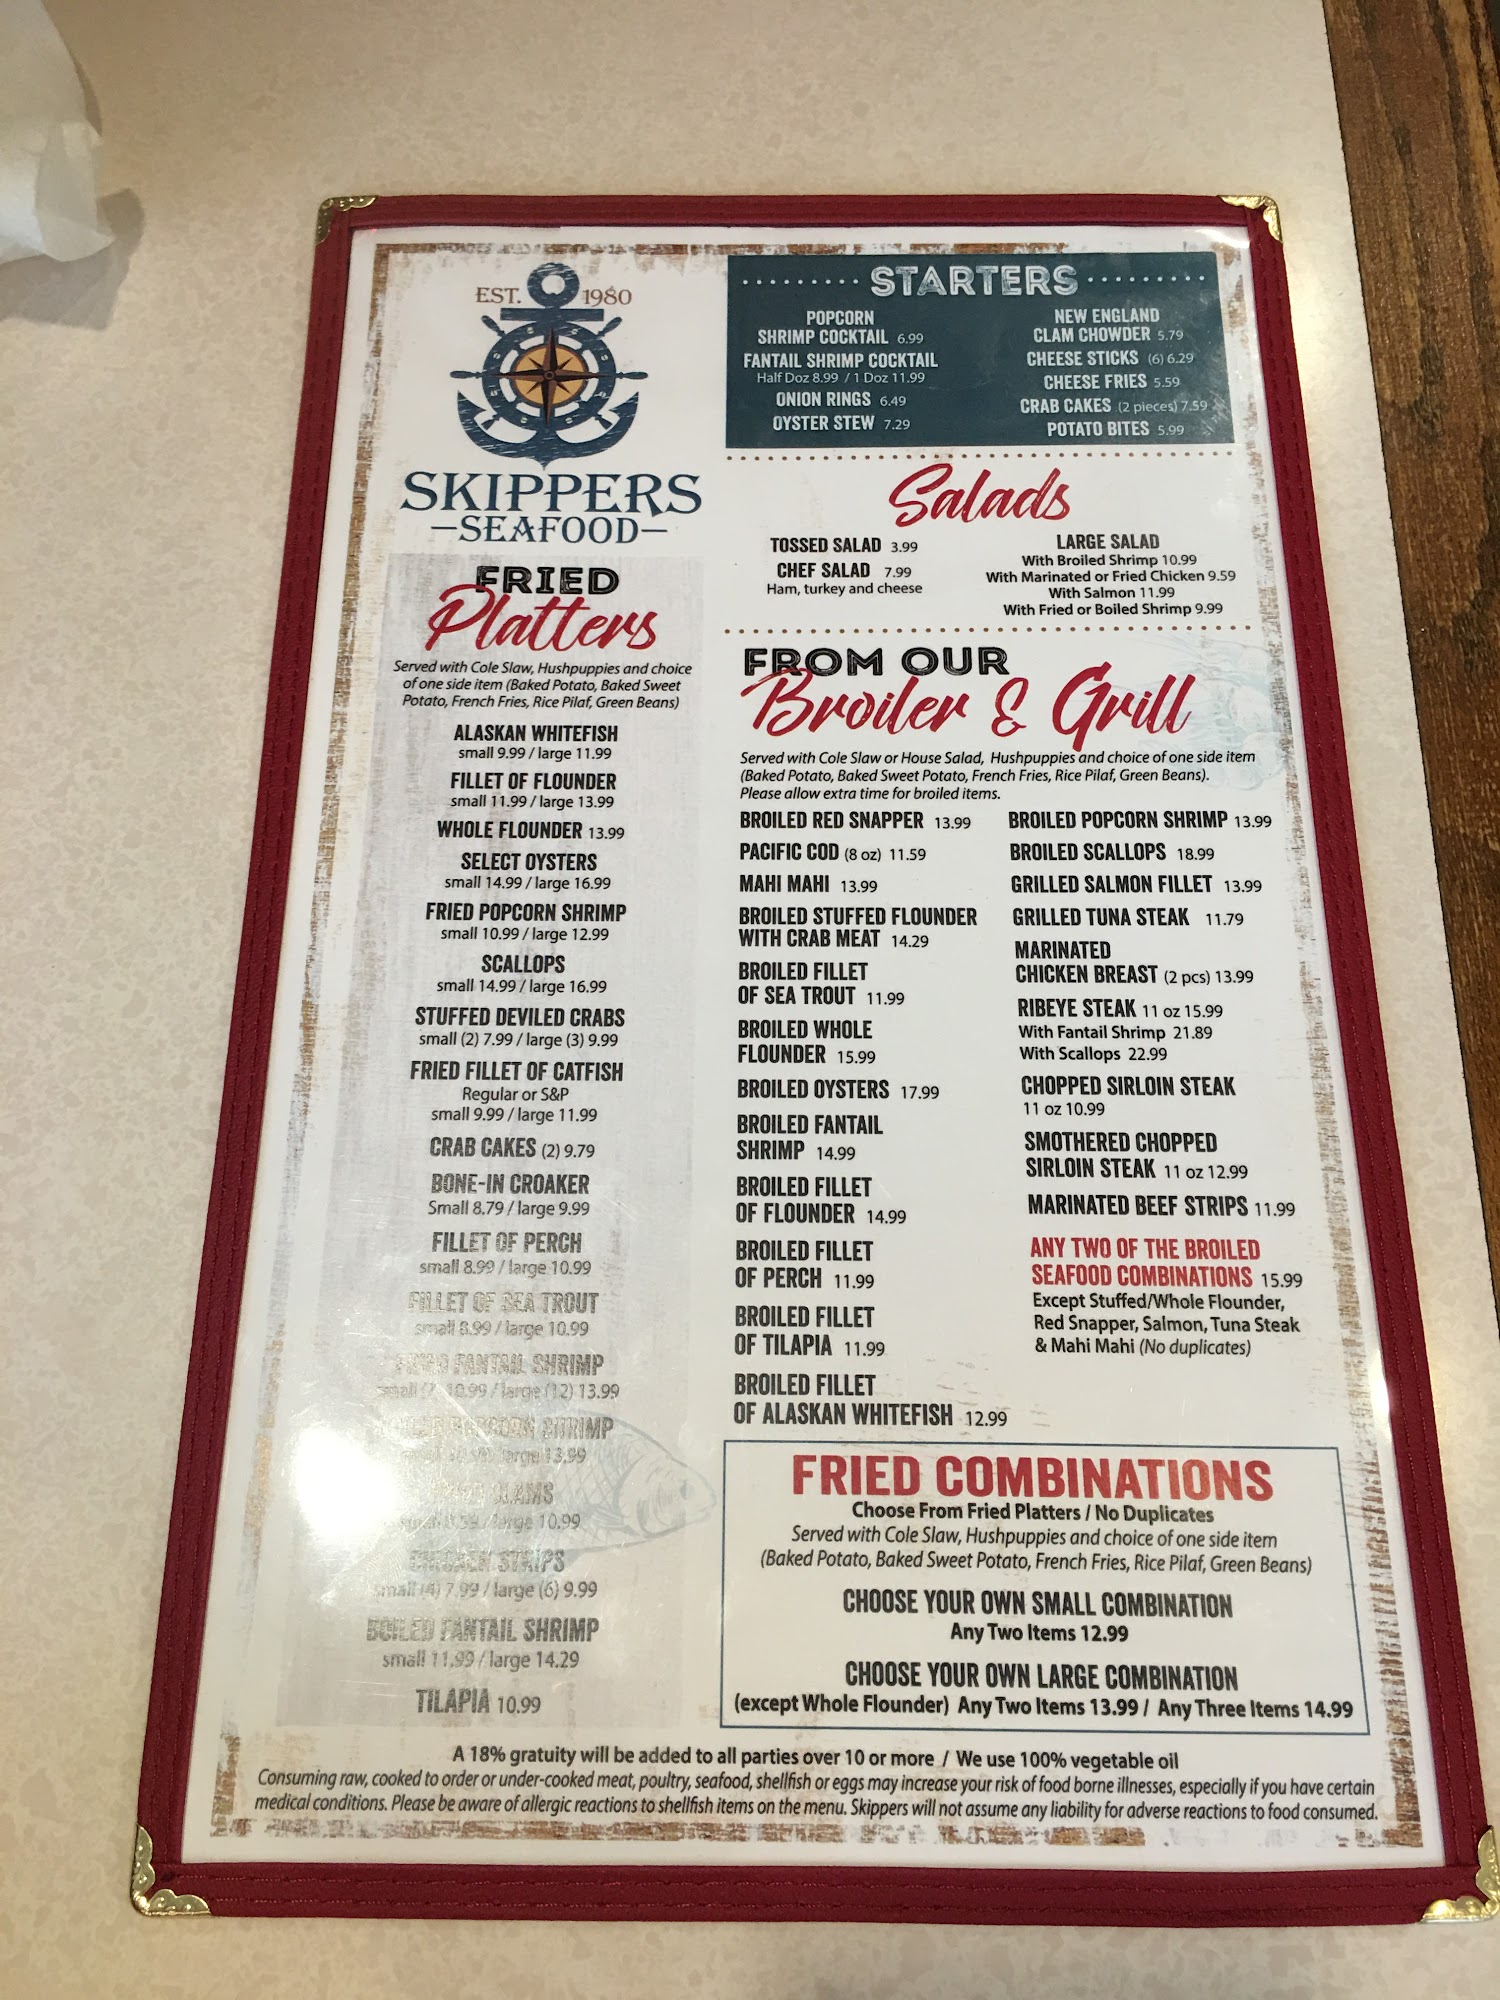 EST. 1980
SKIPPERS
SEAFOOD
FRIED
Platters
Served with Cole Slaw, Hushpuppies and choice
of one side item (Baked Potato, Baked Sweet
Potato, French Fries, Rice Pilaf, Green Beans)
ALASKAN WHITEFISH
small 9.99 / large 11.99
FILLET OF FLOUNDER
small 11.99 / large 13.99
WHOLE FLOUNDER 13.99
SELECT OYSTERS
small 14.99 / large 16.99
FRIED POPCORN SHRIMP
small 10.99 / large 12.99
SCALLOPS
small 14.99 / large 16.99
STUFFED DEVILED CRABS
small (2) 7.99 / large (3) 9.99
FRIED FILLET OF CATFISH
Regular or S&P
small 9.99 / large 11.99
CRAB CAKES (2) 9.79
BONE-IN CROAKER
Small 8.79 / large 9.99
FILLET OF PERCH
small 8.99 / large 10.99
FILLET OF SEA TROUT
small 8.99 / large 10.99
FANTAIL SHRIMP
small 10.99 / large (12) 13.99
POPCORN SHRIMP
large 13.99
CLAMS
large 10.99
CHICKEN STRIPS
small (4) 7.99 / large (6) 9.99
BOILED FANTAIL SHRIMP
small 11.99 / large 14.29
TILAPIA 10.99
STARTERS
POPCORN
SHRIMP COCKTAIL 6.99
FANTAIL SHRIMP COCKTAIL
Half Doz 8.99 / 1 Doz 11.99
ONION RINGS 6.49
OYSTER STEW 7.29
NEW ENGLAND
CLAM CHOWDER 5.79
CHEESE STICKS (6) 6.29
CHEESE FRIES 5.59
CRAB CAKES (2 pieces) 7.59
POTATO BITES 5.99
Salads
TOSSED SALAD 3.99
CHEF SALAD 7.99
Ham, turkey and cheese
LARGE SALAD
With Broiled Shrimp 10.99
With Marinated or Fried Chicken 9.59
With Salmon 11.99
With Fried or Boiled Shrimp 9.99
FROM OUR
Broiler & Grill
Served with Cole Slaw or House Salad, Hushpuppies and choice of one side item
(Baked Potato, Baked Sweet Potato, French Fries, Rice Pilaf, Green Beans).
Please allow extra time for broiled items.
BROILED RED SNAPPER 13.99
PACIFIC COD (8 oz) 11.59
MAHI MAHI 13.99
BROILED STUFFED FLOUNDER
WITH CRAB MEAT 14.29
BROILED FILLET
OF SEA TROUT 11.99
BROILED WHOLE
FLOUNDER 15.99
BROILED OYSTERS 17.99
BROILED FANTAIL
SHRIMP 14.99
BROILED FILLET
OF FLOUNDER 14.99
BROILED FILLET
OF PERCH 11.99
BROILED FILLET
OF TILAPIA 11.99
BROILED FILLET
OF ALASKAN WHITEFISH 12.99
BROILED POPCORN SHRIMP 13.99
BROILED SCALLOPS 18.99
GRILLED SALMON FILLET 13.99
GRILLED TUNA STEAK 11.79
MARINATED
CHICKEN BREAST (2 pcs) 13.99
RIBEYE STEAK 11 oz 15.99
With Fantail Shrimp 21.89
With Scallops 22.99
CHOPPED SIRLOIN STEAK
11 oz 10.99
SMOTHERED CHOPPED
SIRLOIN STEAK 11 oz 12.99
MARINATED BEEF STRIPS 11.99
ANY TWO OF THE BROILED
SEAFOOD COMBINATIONS 15.99
Except Stuffed/Whole Flounder,
Red Snapper, Salmon, Tuna Steak
& Mahi Mahi (No duplicates)
FRIED COMBINATIONS
Choose From Fried Platters / No Duplicates
Served with Cole Slaw, Hushpuppies and choice of one side item
(Baked Potato, Baked Sweet Potato, French Fries, Rice Pilaf, Green Beans)
CHOOSE YOUR OWN SMALL COMBINATION
Any Two Items 12.99
CHOOSE YOUR OWN LARGE COMBINATION
(except Whole Flounder) Any Two Items 13.99 / Any Three Items 14.99
A 18% gratuity will be added to all parties over 10 or more / We use 100% vegetable oil
Consuming raw, cooked to order or under-cooked meat, poultry, seafood, shellfish or eggs may increase your risk of food borne illnesses, especially if you have certain
medical conditions. Please be aware of allergic reactions to shellfish items on the menu. Skippers will not assume any liability for adverse reactions to food consumed.